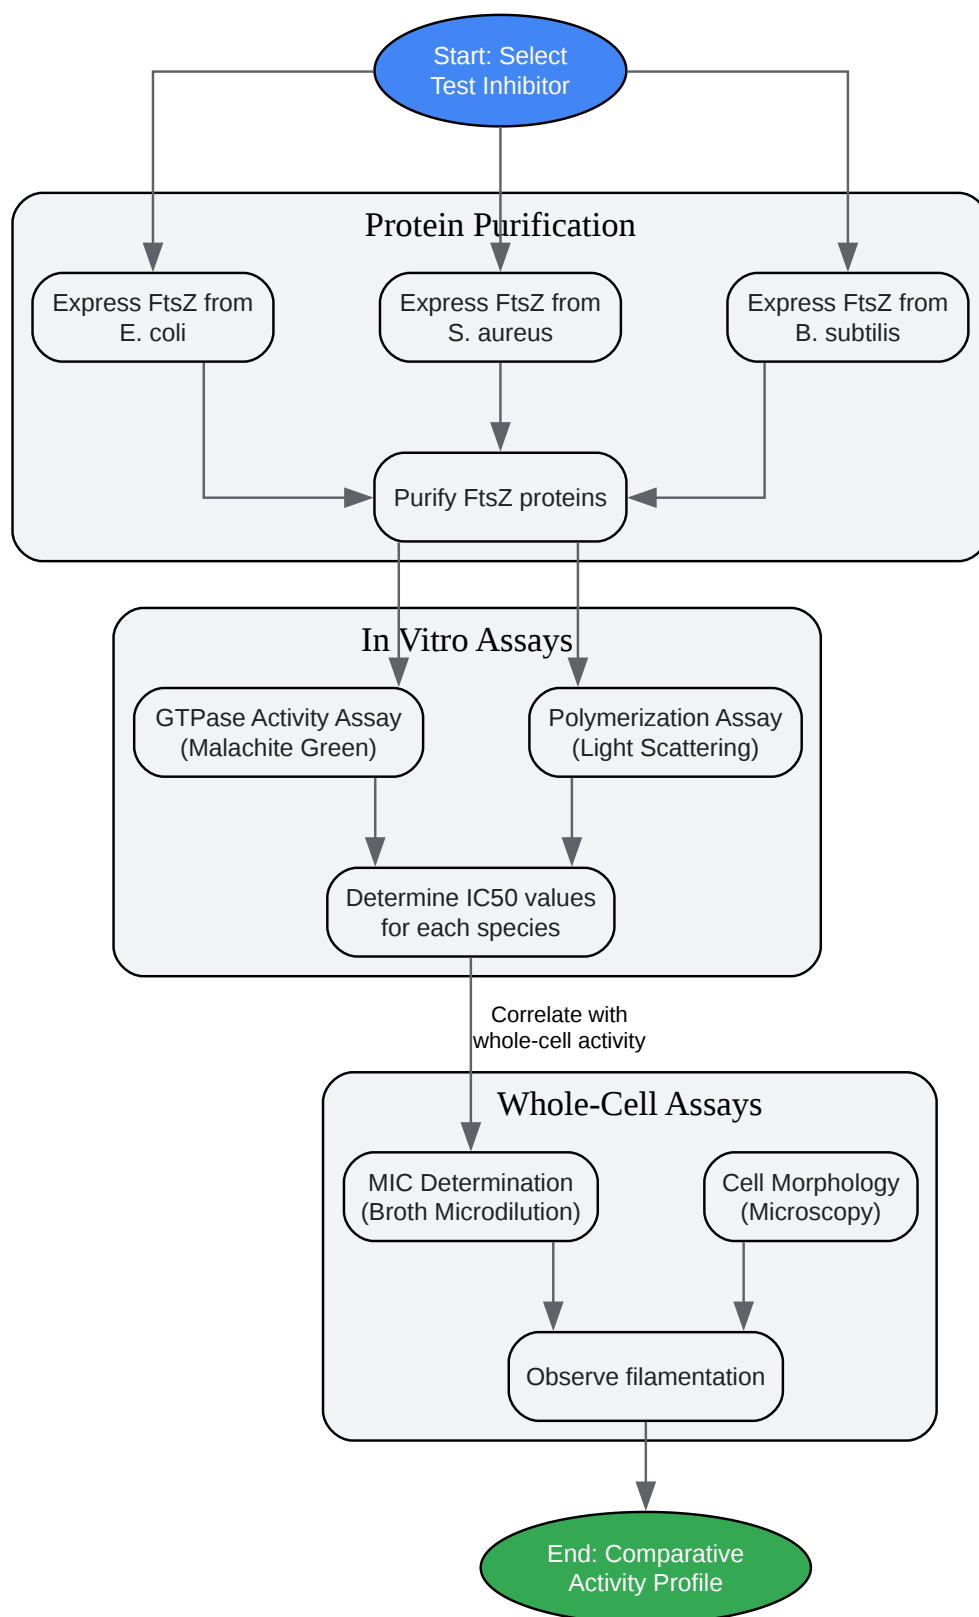 Start: Select
Test Inhibitor
Protein Purification
Express FtsZ from
E. coli
Express FtsZ from
S. aureus
Express FtsZ from
B. subtilis
Purify FtsZ proteins
In Vitro Assays
GTPase Activity Assay
(Malachite Green)
Polymerization Assay
(Light Scattering)
Determine IC50 values
for each species
Correlate with
whole-cell activity
Whole-Cell Assays
MIC Determination
(Broth Microdilution)
Cell Morphology
(Microscopy)
Observe filamentation
End: Comparative
Activity Profile